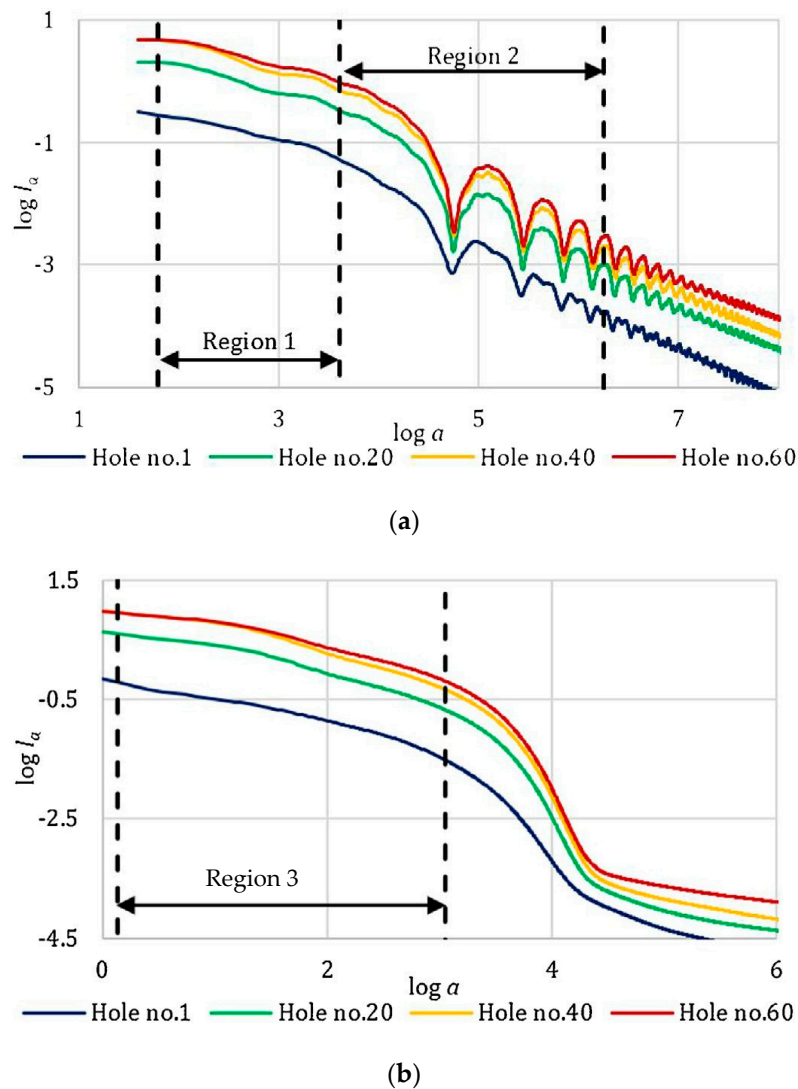 1
Region 2
-1
log Iα
-3
Region 1
-5
1 3 5 7
log a
Hole no.1 Hole no.20 Hole no.40 Hole no.60
(a)
1.5
-0.5
log Iα
-2.5
Region 3
-4.5
0 2 4 6
log a
Hole no.1 Hole no.20 Hole no.40 Hole no.60
(b)